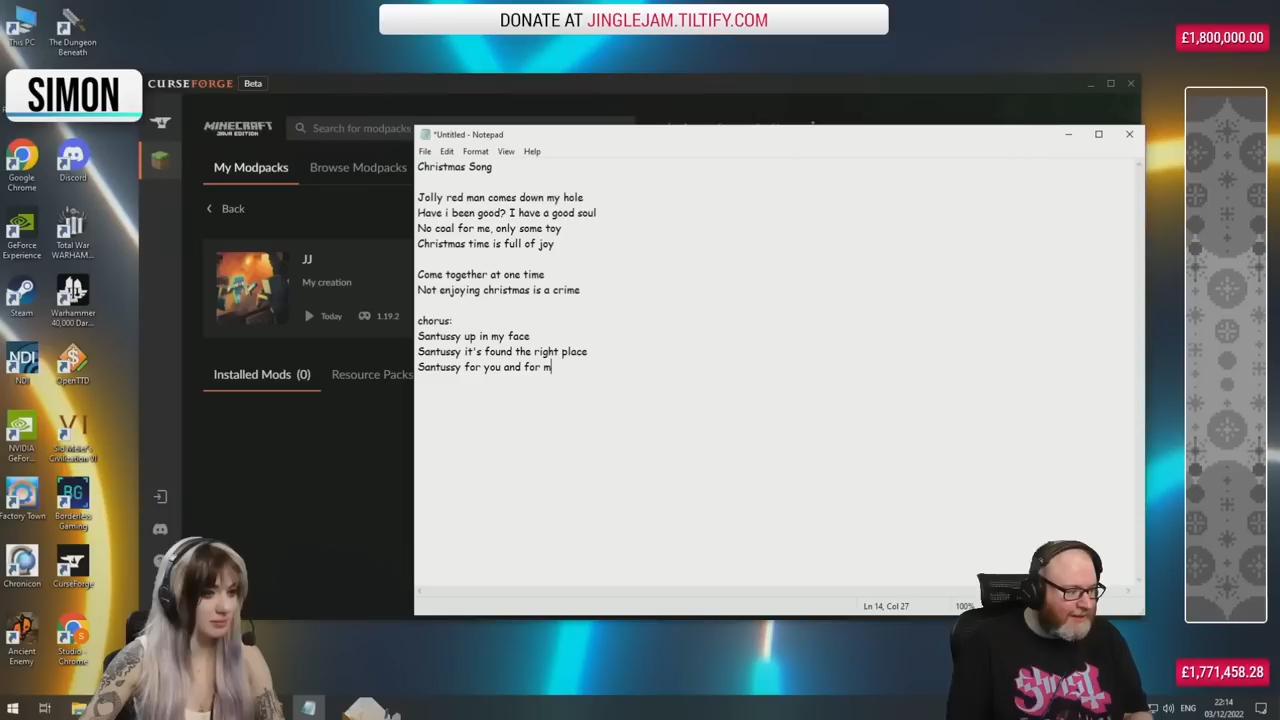 DONATE AT JINGLEJAM.TILTIFY.COM
£1,800,000.00
This PC
The Dungeon Beneath
SIMON
CURSEFORGE
Beta
MINECRAFT
JAVA EDITION
Search for modpacks
My Modpacks
Browse Modpacks
Back
JJ
My creation
Today
1.19.2
Installed Mods (0)
Resource Packs
*Untitled - Notepad
File Edit Format View Help
Christmas Song
Jolly red man comes down my hole
Have i been good? I have a good soul
No coal for me, only some toy
Christmas time is full of joy
Come together at one time
Not enjoying christmas is a crime
chorus:
Santussy up in my face
Santussy it's found the right place
Santussy for you and for m
Ln 14, Col 27
100%
Google Chrome
Discord
GeForce Experience
Total War WARHAM...
Steam
Warhammer 40,000 Dar...
NDI
OpenTTD
NVIDIA GeFor...
Sid Meier's Civilization VI
Factory Town
Borderless Gaming
Chronicon
CurseForge
Ancient Enemy
Studio - Chrome
Ghost
£1,771,458.28
ENG
22:14
03/12/2022